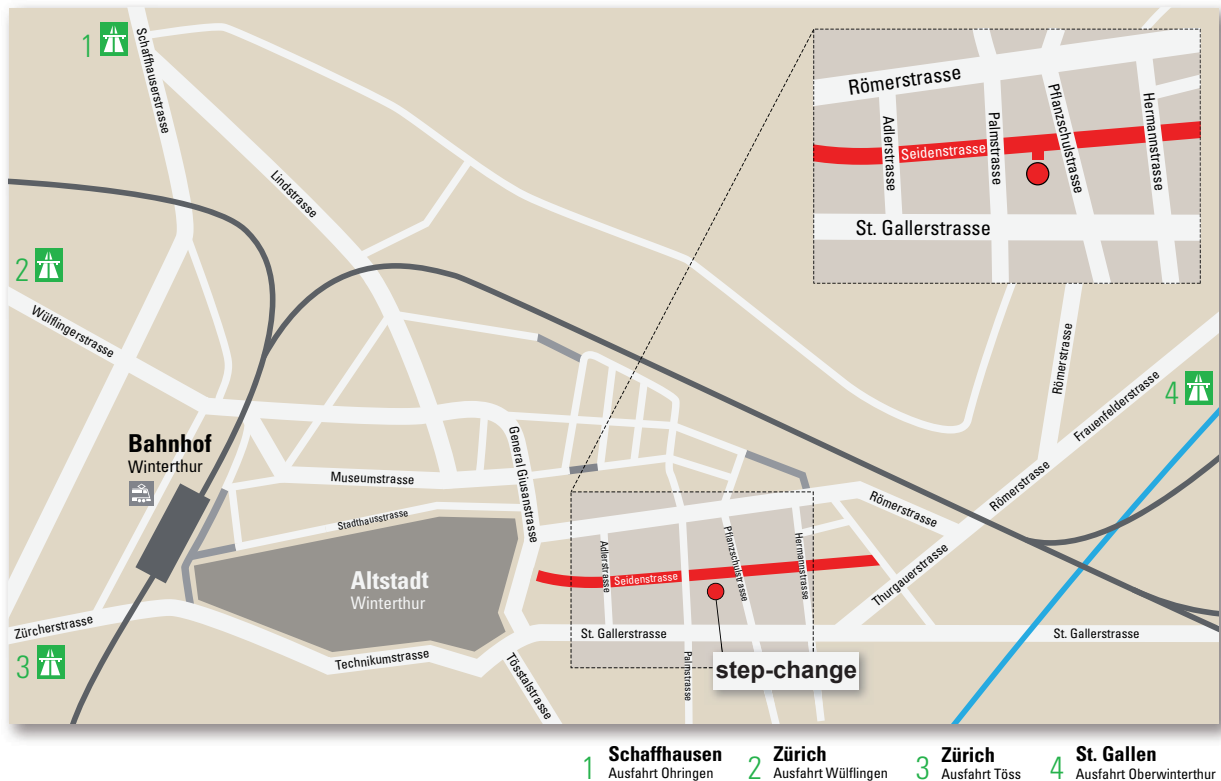 1
Schaffhauserstrasse
Lindstrasse
2
Wülflingerstrasse
Römerstrasse
Adlerstrasse
Palmstrasse
Pflanzschulstrasse
Hermannstrasse
Seidenstrasse
St. Gallerstrasse
Römerstrasse
Frauenfelderstrasse
4
Bahnhof
Winterthur
Museumstrasse
General Giusanstrasse
Stadthausstrasse
Römerstrasse
Römerstrasse
Adlerstrasse
Pflanzschulstrasse
Hermannstrasse
Seidenstrasse
Thurgauerstrasse
Altstadt
Winterthur
Zürcherstrasse
St. Gallerstrasse
St. Gallerstrasse
3
Technikumstrasse
Tösstalstrasse
Palmstrasse
step-change
1 Schaffhausen
Ausfahrt Ohringen
2 Zürich
Ausfahrt Wülflingen
3 Zürich
Ausfahrt Töss
4 St. Gallen
Ausfahrt Oberwinterthur